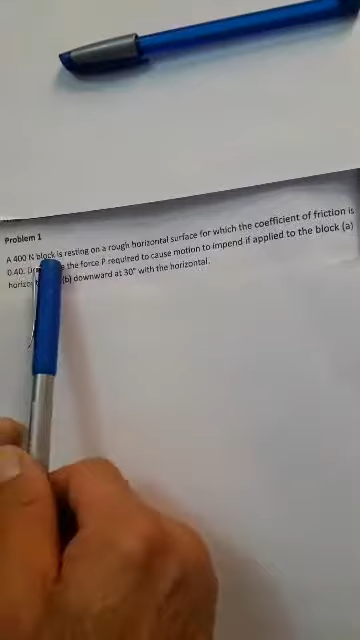 Problem 1
A 400 N block is resting on a rough horizontal surface for which the coefficient of friction is
0.40. the force P required to cause motion to impend if applied to the block (a)
(b) downward at 30° with the horizontal.